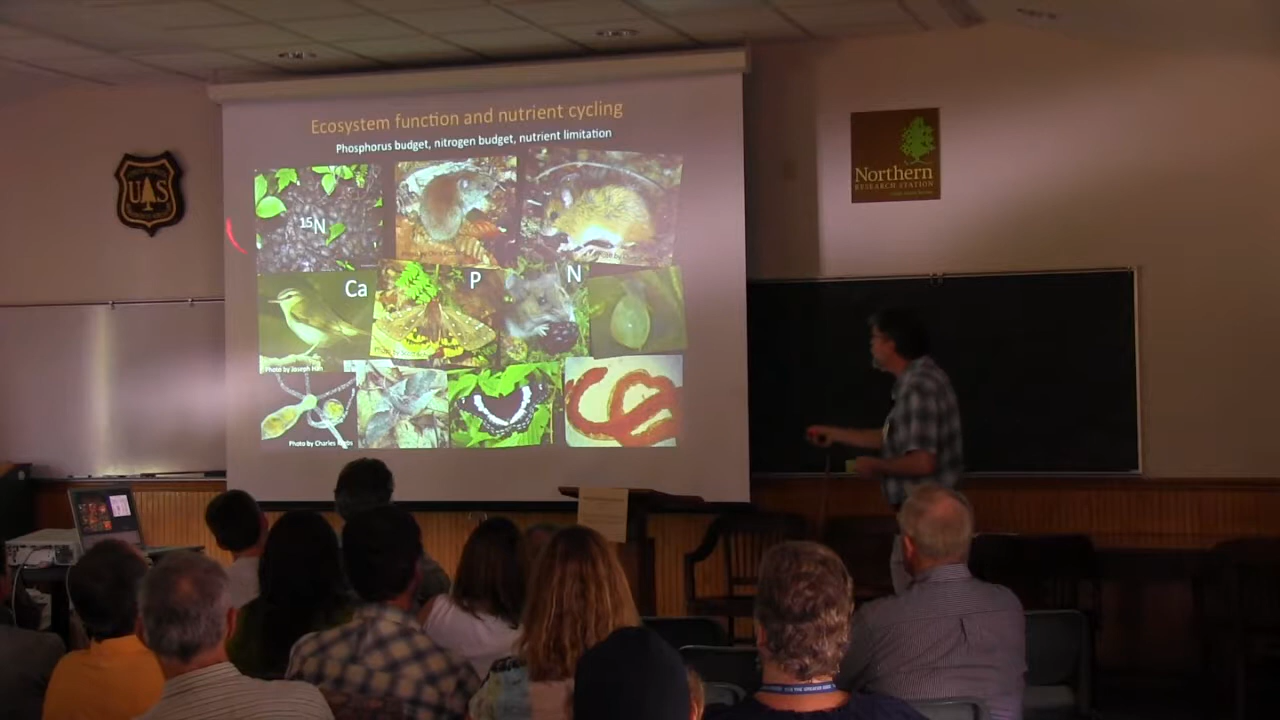 Ecosystem function and nutrient cycling
Phosphorus budget, nitrogen budget, nutrient limitation
15N
Ca
P
N
Photo by Joseph
Photo by Charles
UAS
Northern
RESEARCH STATION